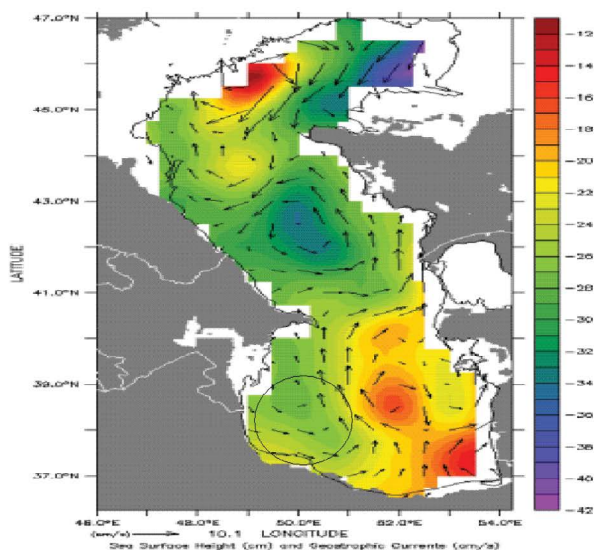 47.0°N
45.0°N
43.0°N
41.0°N
39.0°N
37.0°N
LATITUDE
46.0°E 48.0°E 50.0°E 52.0°E 54.0°E
(cm/s) 10.1 LONGITUDE
Sea Surface Height (cm) and Geostrophic Currents (cm/s)
-12
-14
-16
-18
-20
-22
-24
-26
-28
-30
-32
-34
-36
-38
-40
-42